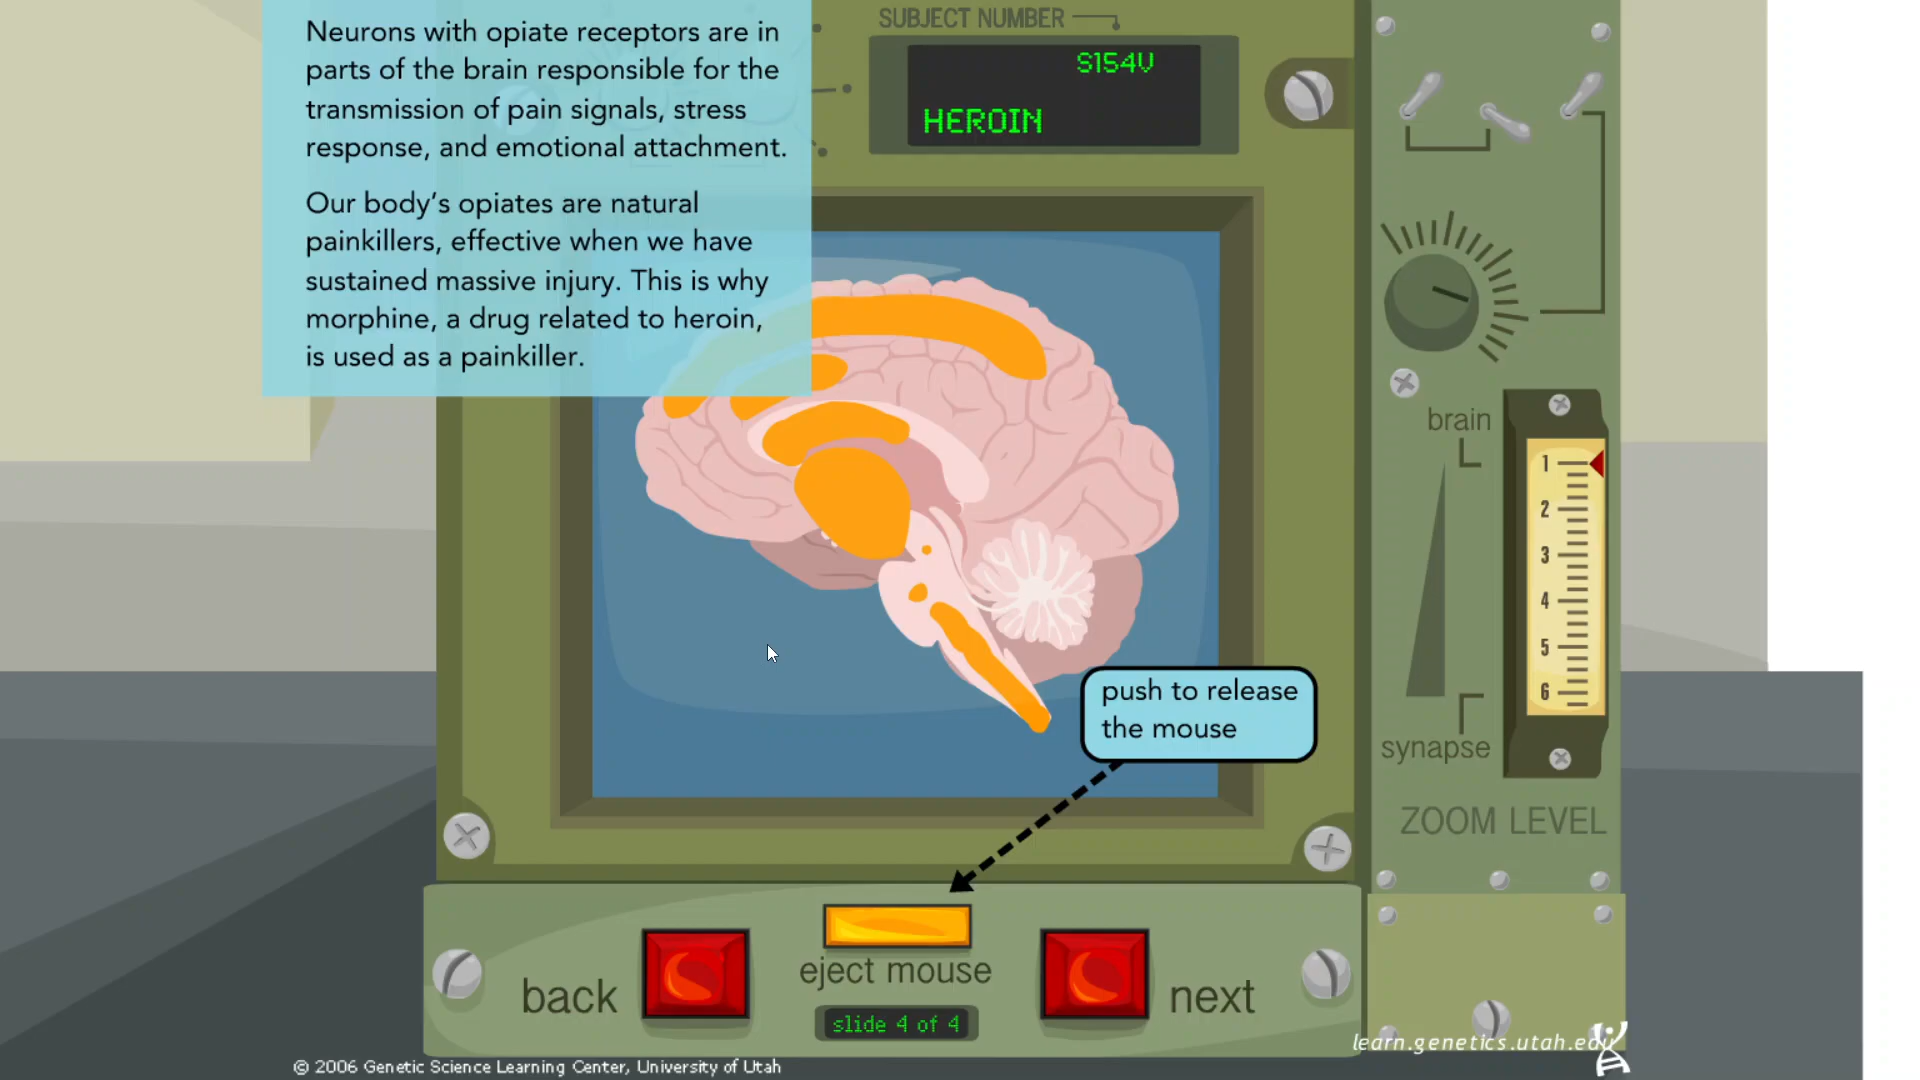 Neurons with opiate receptors are in
parts of the brain responsible for the
transmission of pain signals, stress
response, and emotional attachment.
Our body's opiates are natural
painkillers, effective when we have
sustained massive injury. This is why
morphine, a drug related to heroin,
is used as a painkiller.
SUBJECT NUMBER
S154V
HEROIN
brain
1
2
3
4
5
6
synapse
ZOOM LEVEL
push to release
the mouse
back
eject mouse
next
slide 4 of 4
learn.genetics.utah.edu
© 2006 Genetic Science Learning Center, University of Utah